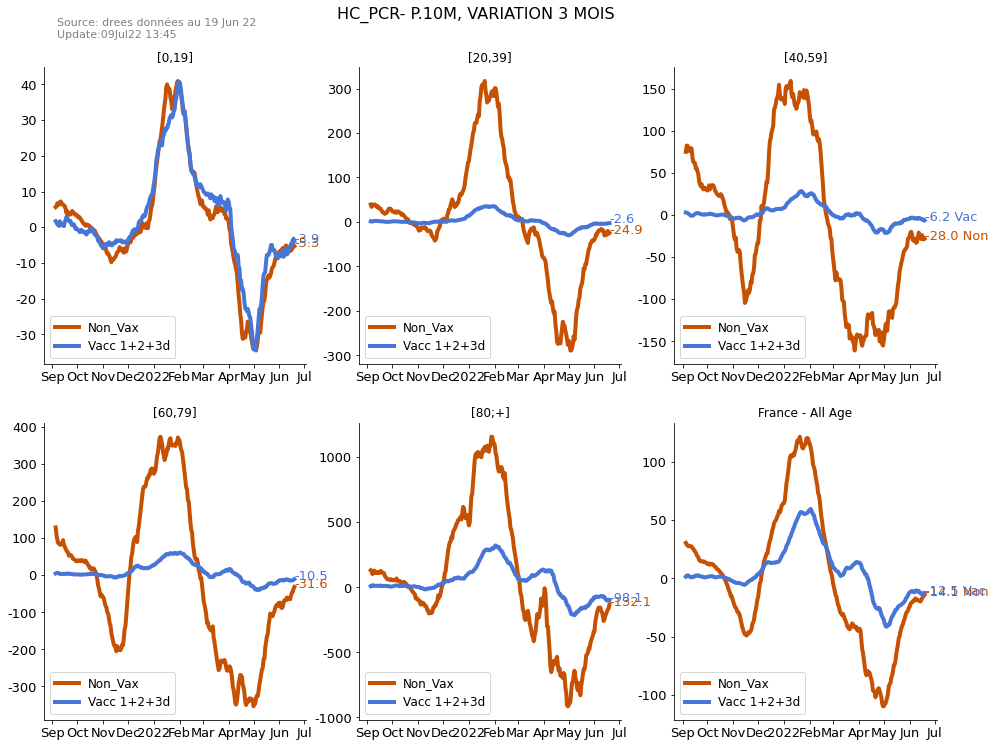 HC_PCR- P.10M, VARIATION 3 MOIS
Source: drees données au 19 Jun 22
Update:09Jul22 13:45
[0,19]
40
30
20
10
0
-10
-20
-30
-3.9
-5.3
Non_Vax
Vacc 1+2+3d
Sep Oct Nov Dec 2022 Feb Mar Apr May Jun Jul
[20,39]
300
200
100
0
-100
-200
-300
-2.6
-24.9
Non_Vax
Vacc 1+2+3d
Sep Oct Nov Dec 2022 Feb Mar Apr May Jun Jul
[40,59]
150
100
50
0
-50
-100
-150
-6.2 Vac
-28.0 Non
Non_Vax
Vacc 1+2+3d
Sep Oct Nov Dec 2022 Feb Mar Apr May Jun Jul
[60,79]
400
300
200
100
0
-100
-200
-300
-10.5
-31.6
Non_Vax
Vacc 1+2+3d
Sep Oct Nov Dec 2022 Feb Mar Apr May Jun Jul
[80;+]
1000
500
0
-500
-1000
-98.1
-132.1
Non_Vax
Vacc 1+2+3d
Sep Oct Nov Dec 2022 Feb Mar Apr May Jun Jul
France - All Age
100
50
0
-50
-100
Non_Vax
Vacc 1+2+3d
Sep Oct Nov Dec 2022 Feb Mar Apr May Jun Jul